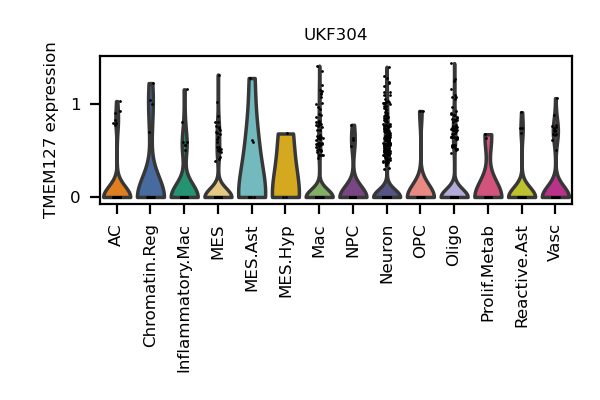 UKF304
TMEM127 expression
1
0
AC
Chromatin.Reg
Inflammatory.Mac
MES
MES.Ast
MES.Hyp
Mac
NPC
Neuron
OPC
Oligo
Prolif.Metab
Reactive.Ast
Vasc